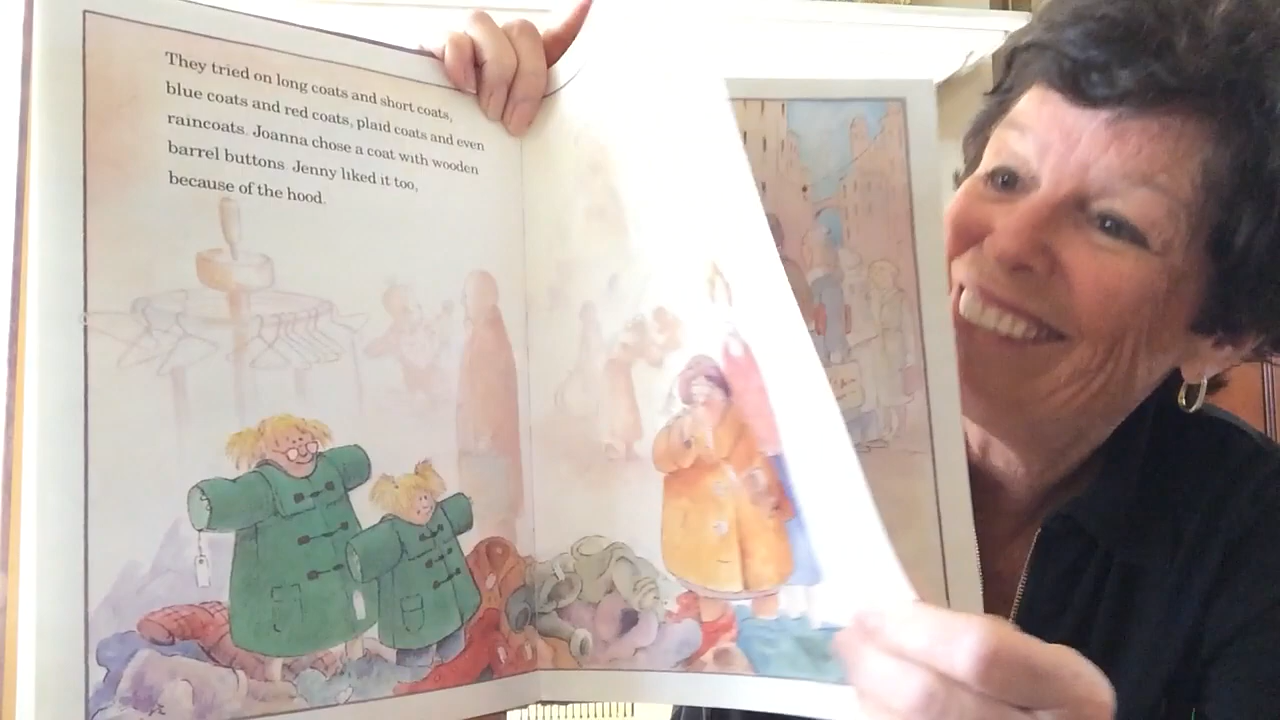 They tried on long coats and short coats,
blue coats and red coats, plaid coats and even
raincoats. Joanna chose a coat with wooden
barrel buttons. Jenny liked it too,
because of the hood.